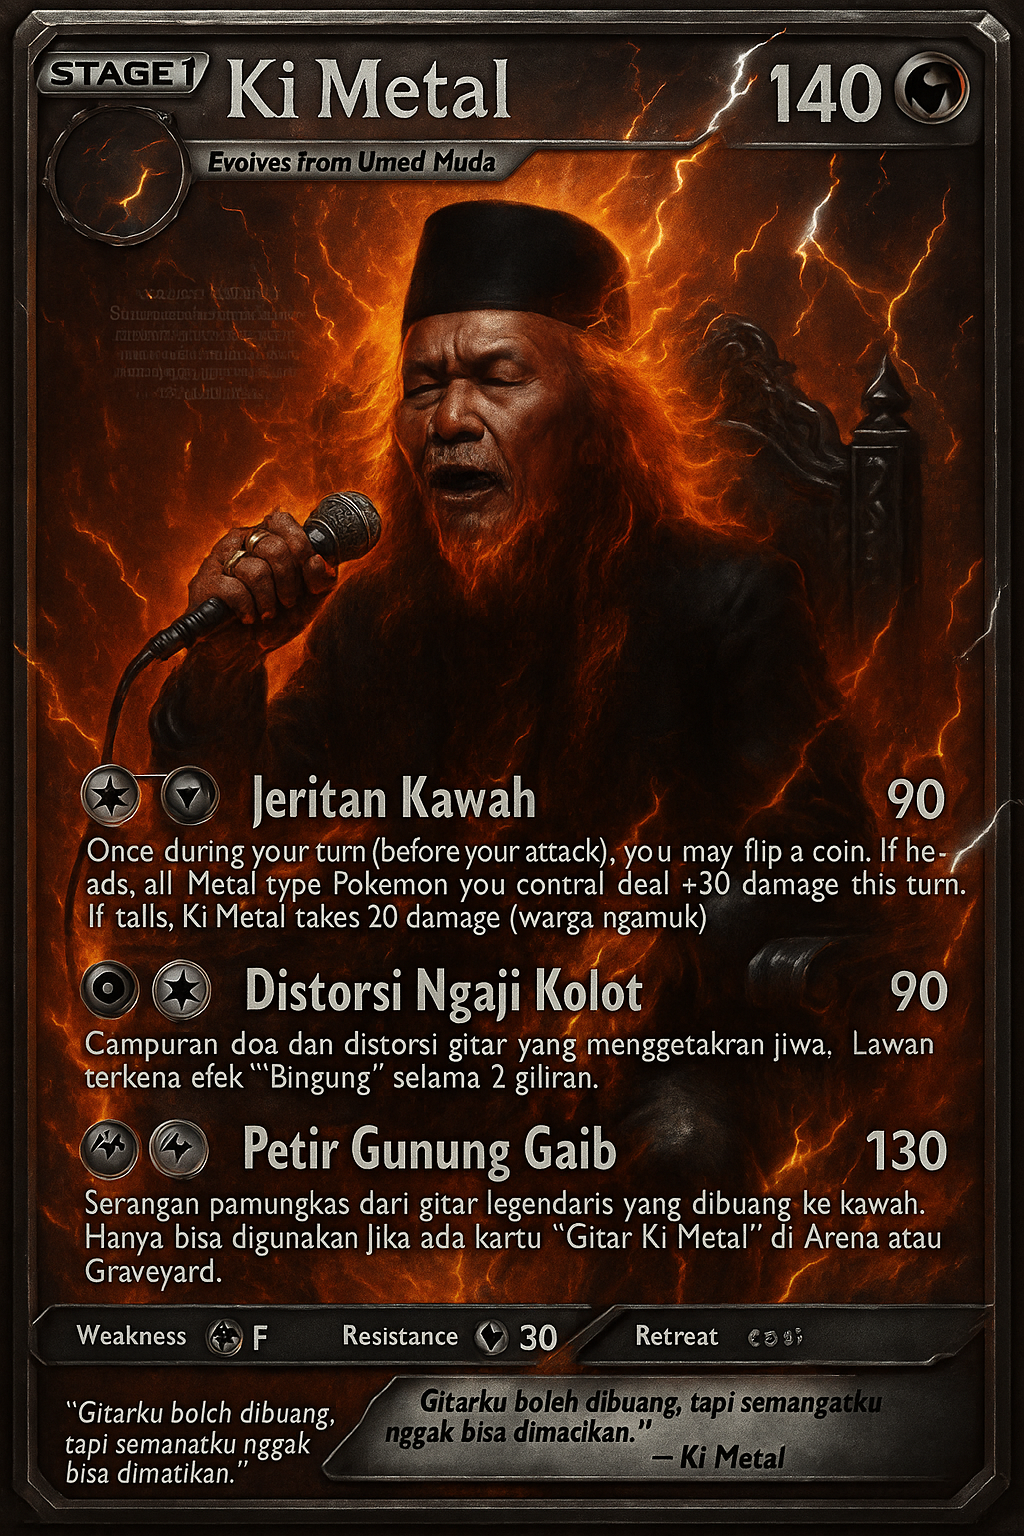 STAGE 1
Ki Metal
140
Evoives from Umed Muda
Jeritan Kawah
90
Once during your turn (before your attack), you may flip a coin. If he-
ads, all Metal type Pokemon you contral deal +30 damage this turn.
If talls, Ki Metal takes 20 damage (warga ngamuk)
Distorsi Ngaji Kolot
90
Campuran doa dan distorsi gitar yang menggetakran jiwa, Lawan
terkena efek "“Bingung” selama 2 giliran.
Petir Gunung Gaib
130
Serangan pamungkas dari gitar legendaris yang dibuang ke kawah.
Hanya bisa digunakan Jika ada kartu “Gitar Ki Metal” di Arena atau
Graveyard.
Weakness F
Resistance 30
Retreat
“Gitarku bolch dibuang,
tapi semanatku nggak
bisa dimatikan.”
Gitarku boleh dibuang, tapi semangatku
nggak bisa dimacikan.”
— Ki Metal